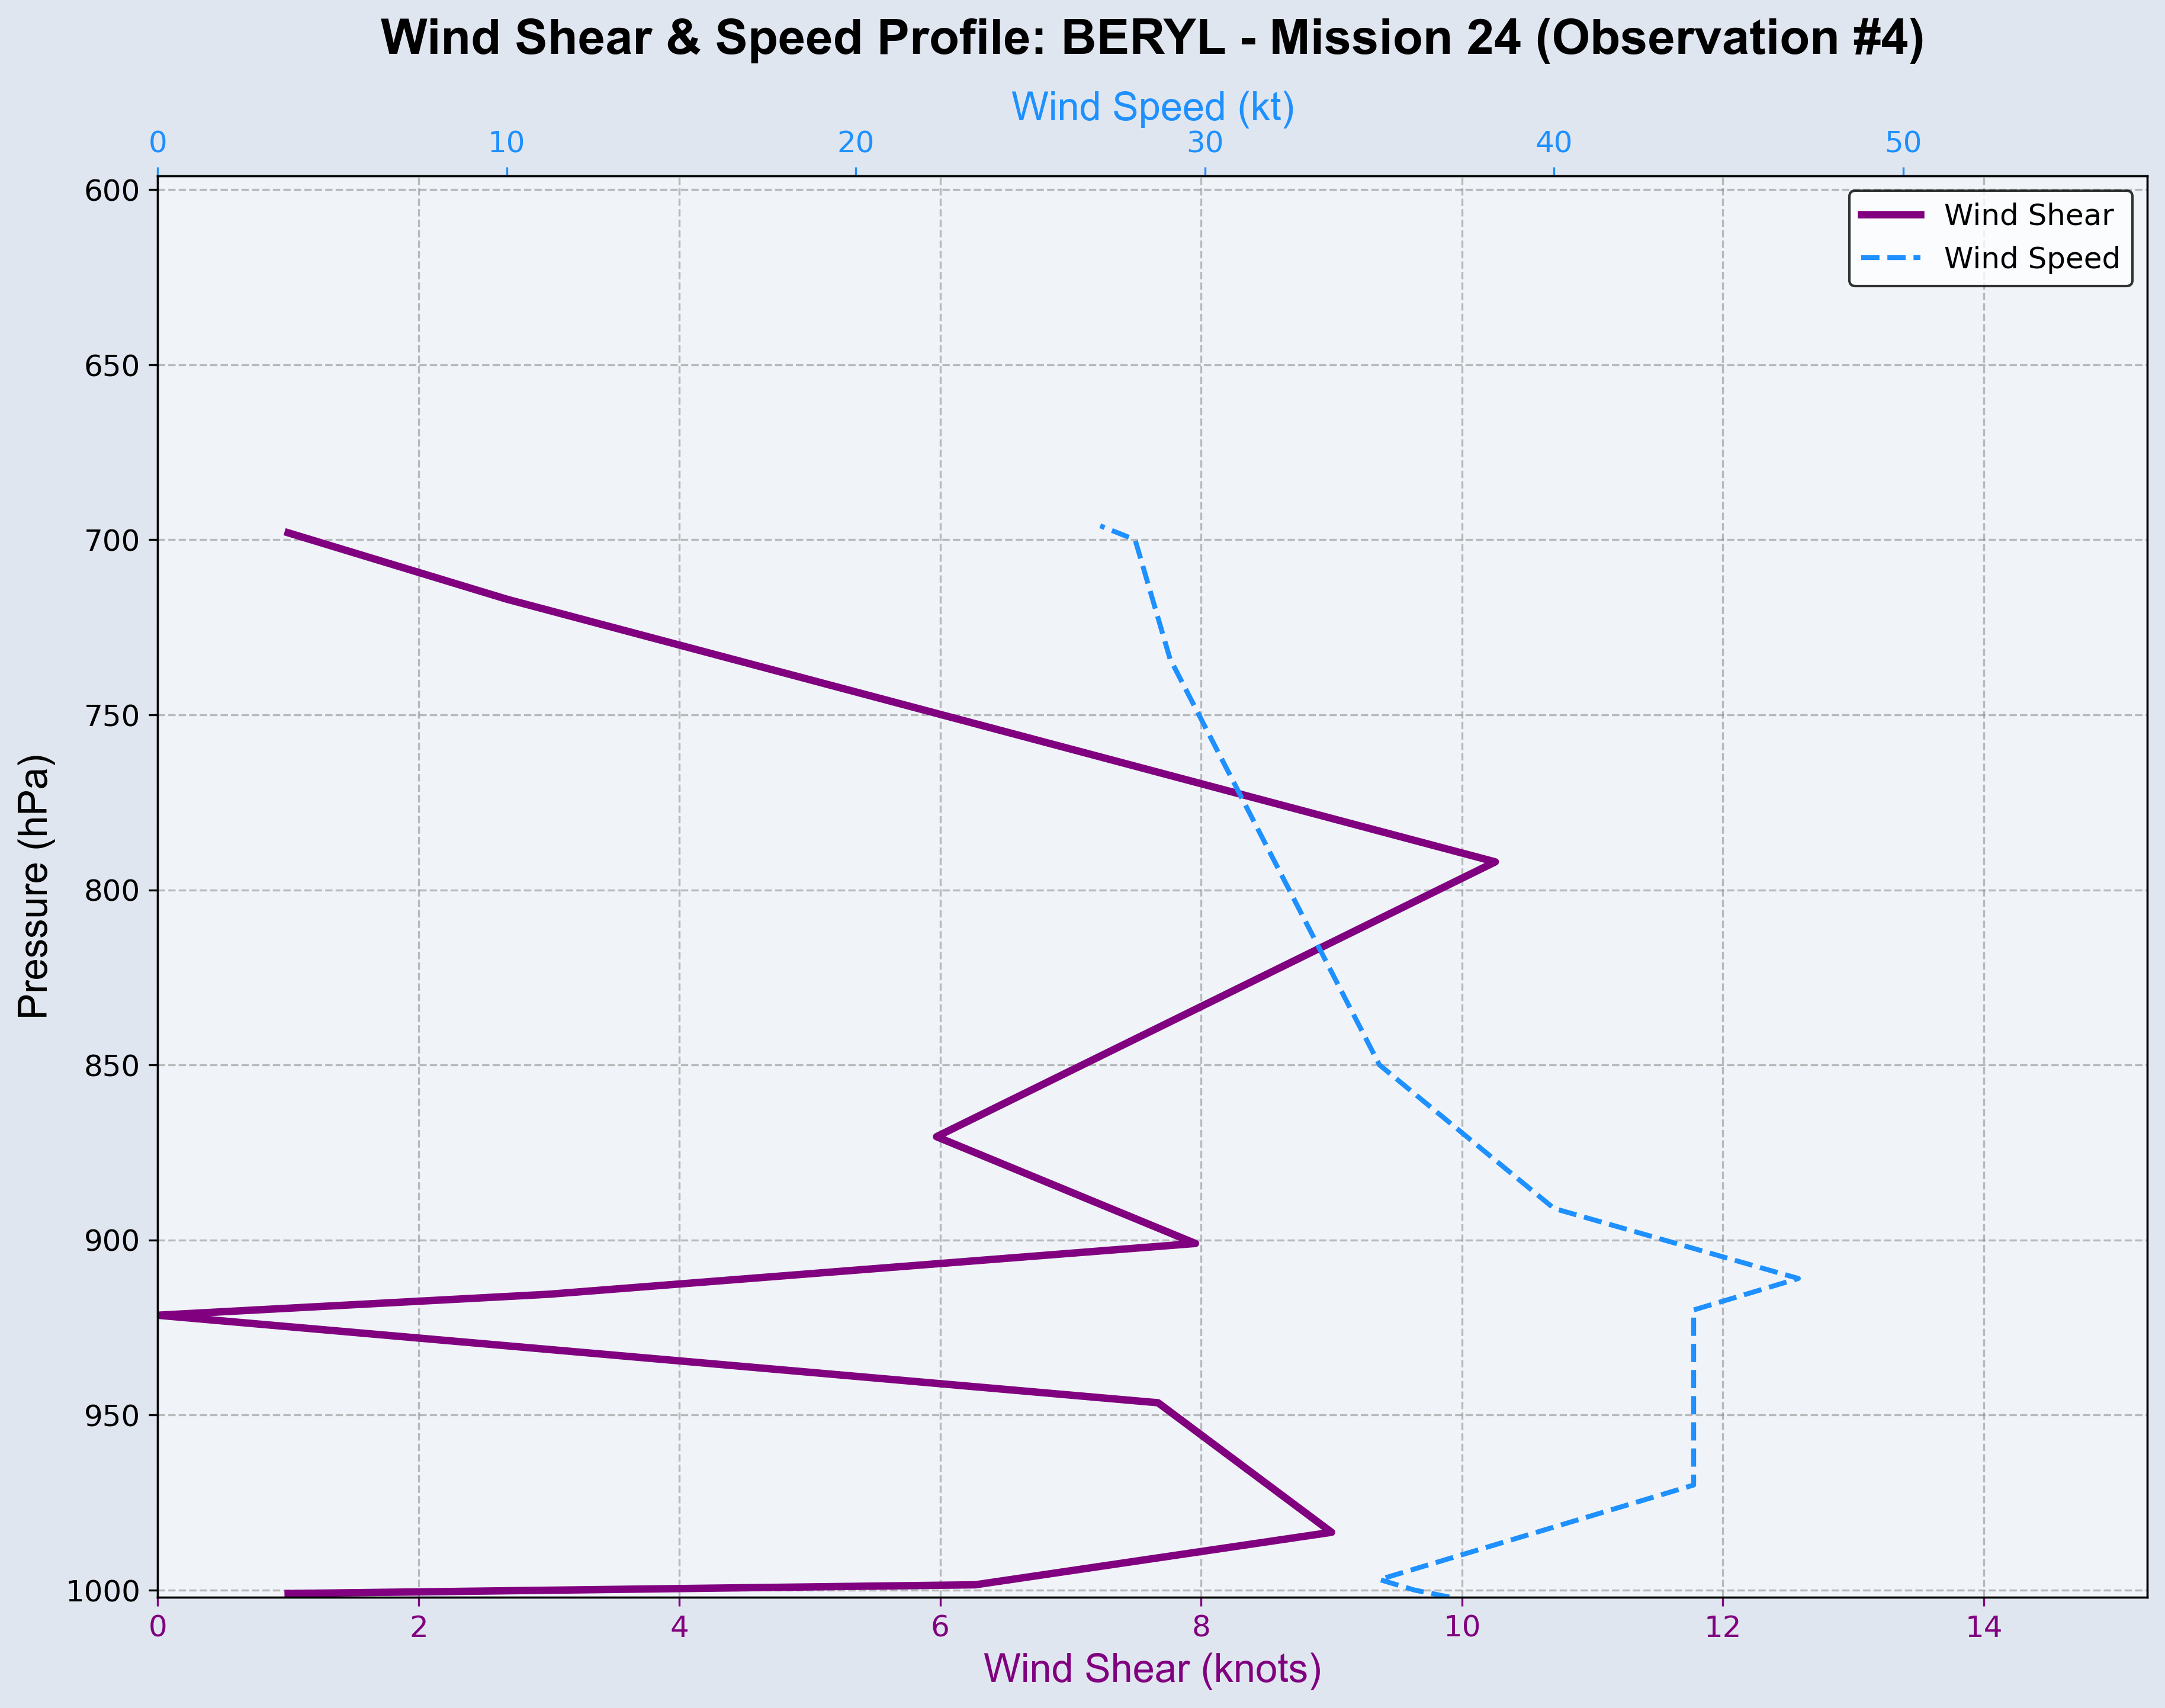 Wind Shear & Speed Profile: BERYL - Mission 24 (Observation #4)
Wind Speed (kt)
0 10 20 30 40 50
Wind Shear
Wind Speed
600
650
700
750
800
850
900
950
1000
Pressure (hPa)
0 2 4 6 8 10 12 14
Wind Shear (knots)